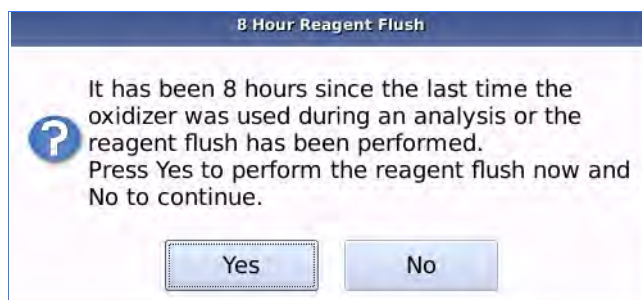 8 Hour Reagent Flush
It has been 8 hours since the last time the
oxidizer was used during an analysis or the
reagent flush has been performed.
Press Yes to perform the reagent flush now and
No to continue.
Yes No